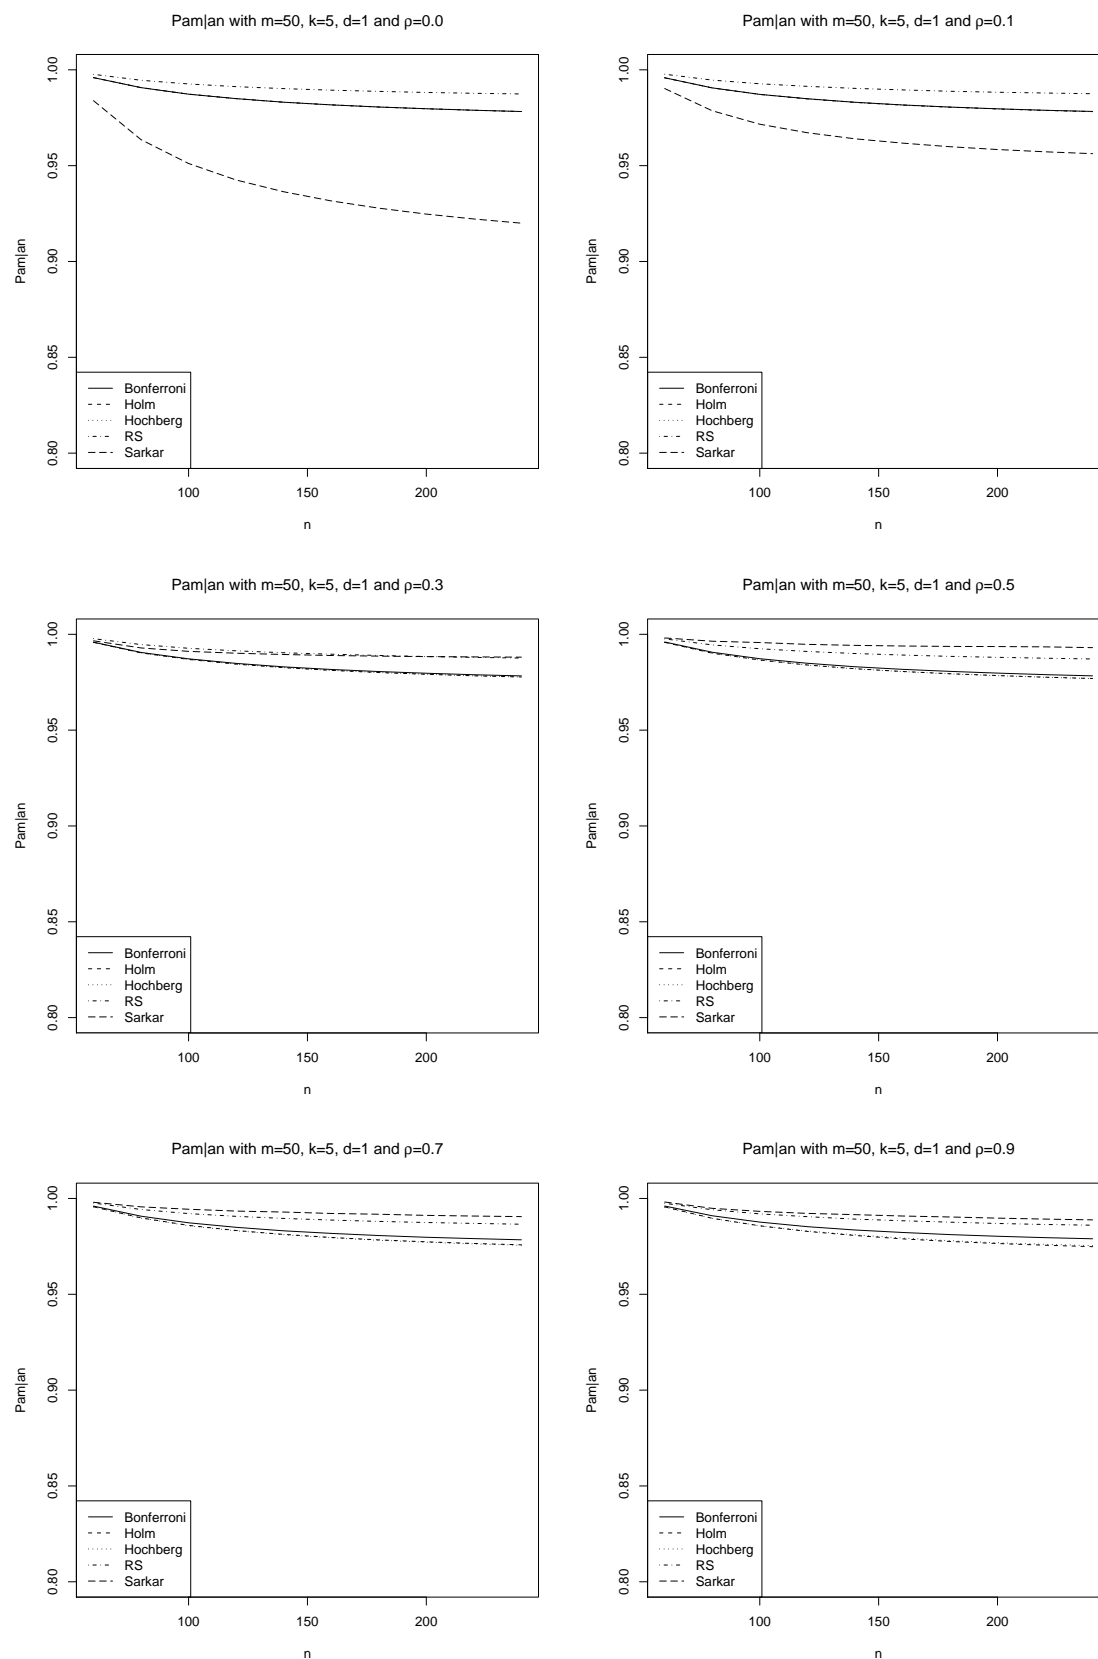 Pam|an with m=50, k=5, d=1 and ρ=0.0
Pam|an
1.00
0.95
0.90
0.85
0.80
Bonferroni
Holm
Hochberg
RS
Sarkar
100
150
200
n
Pam|an with m=50, k=5, d=1 and ρ=0.1
Pam|an
1.00
0.95
0.90
0.85
0.80
Bonferroni
Holm
Hochberg
RS
Sarkar
100
150
200
n
Pam|an with m=50, k=5, d=1 and ρ=0.3
Pam|an
1.00
0.95
0.90
0.85
0.80
Bonferroni
Holm
Hochberg
RS
Sarkar
100
150
200
n
Pam|an with m=50, k=5, d=1 and ρ=0.5
Pam|an
1.00
0.95
0.90
0.85
0.80
Bonferroni
Holm
Hochberg
RS
Sarkar
100
150
200
n
Pam|an with m=50, k=5, d=1 and ρ=0.7
Pam|an
1.00
0.95
0.90
0.85
0.80
Bonferroni
Holm
Hochberg
RS
Sarkar
100
150
200
n
Pam|an with m=50, k=5, d=1 and ρ=0.9
Pam|an
1.00
0.95
0.90
0.85
0.80
Bonferroni
Holm
Hochberg
RS
Sarkar
100
150
200
n